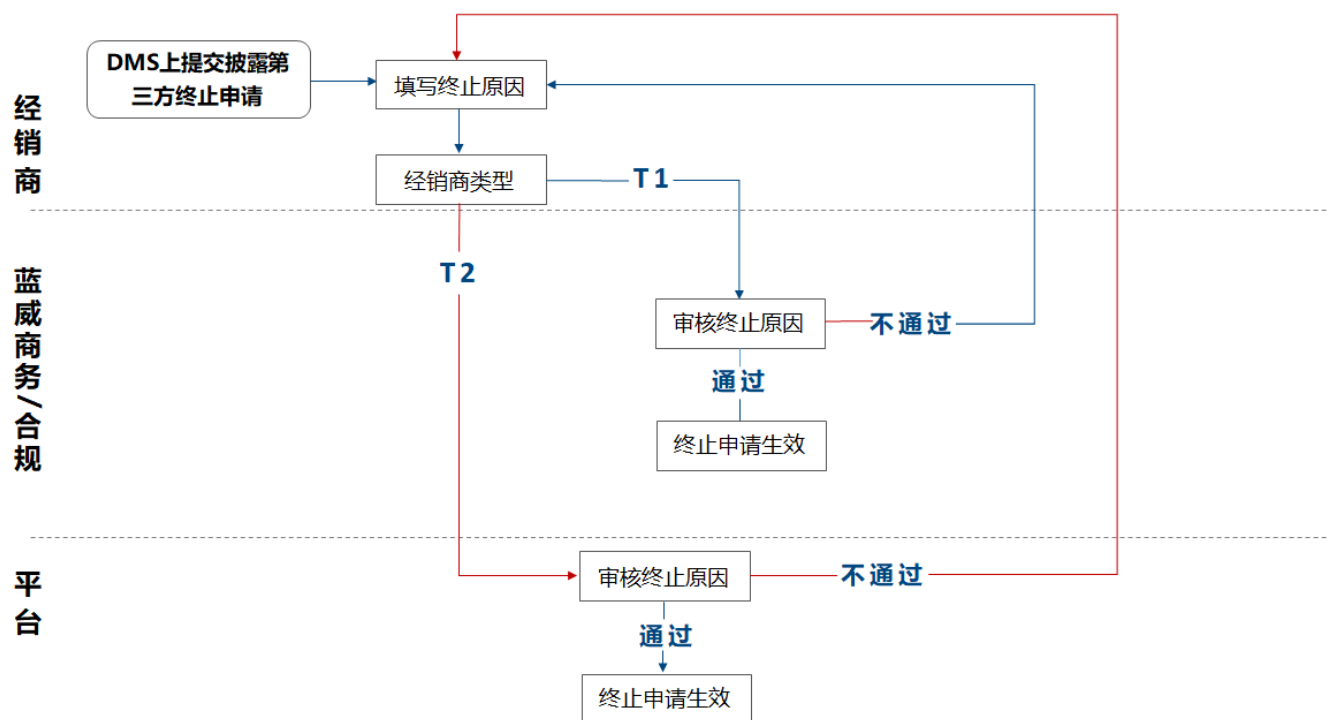 DMS上提交披露第
三方终止申请
填写终止原因
经销商类型
T1
经销商
T2
蓝威商务/合规
审核终止原因
不通过
通过
终止申请生效
平台
审核终止原因
不通过
通过
终止申请生效